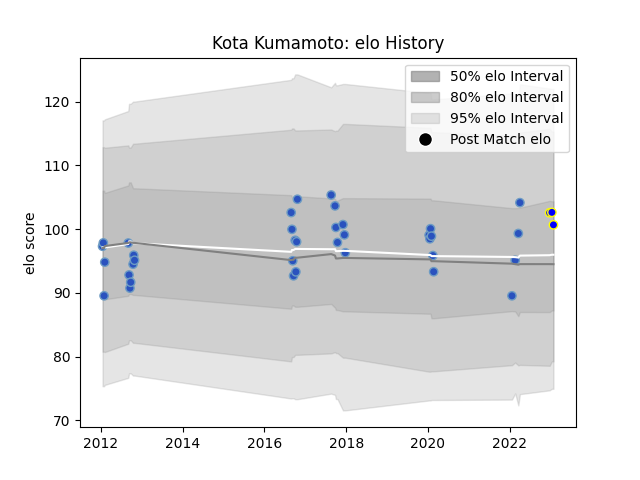 Kota Kumamoto: elo History
50% elo Interval
80% elo Interval
95% elo Interval
Post Match elo
elo score
120
110
100
90
80
70
2012
2014
2016
2018
2020
2022